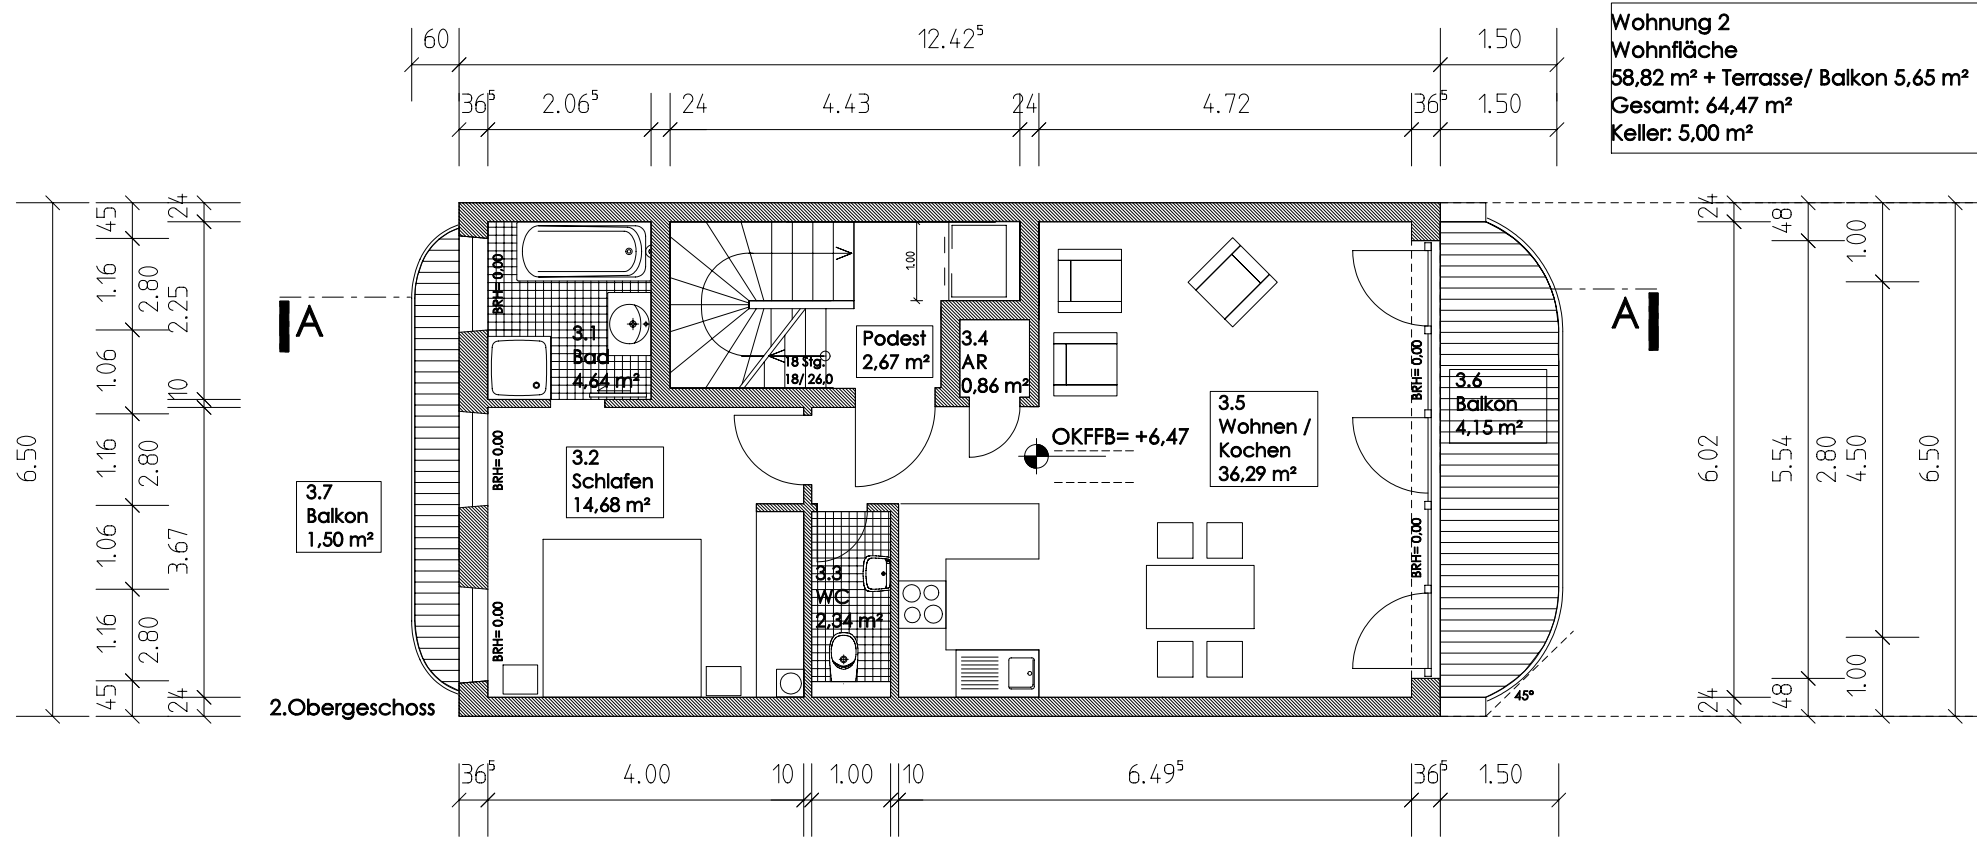 60
12.42⁵
1.50
Wohnung 2
Wohnfläche
58,82 m² + Terrasse/ Balkon 5,65 m²
Gesamt: 64,47 m²
Keller: 5,00 m²
36⁵
2.06⁵
24
4.43
24
4.72
36⁵
1.50
6.50
45
1.16
1.06
1.16
1.06
1.16
45
2.80
2.80
2.80
24
2.25
10
3.67
24
A
A
BRH= 0,00
BRH= 0,00
BRH= 0,00
3.1
Bad
4,64 m²
18 Stg.
18/ 26,0
1.00
Podest
2,67 m²
3.4
AR
0,86 m²
OKFFB= +6,47
3.5
Wohnen /
Kochen
36,29 m²
BRH= 0,00
BRH= 0,00
3.6
Balkon
4,15 m²
3.2
Schlafen
14,68 m²
3.7
Balkon
1,50 m²
3.3
WC
2,34 m²
2.Obergeschoss
45°
24
6.02
24
48
5.54
48
2.80
1.00
4.50
1.00
6.50
36⁵
4.00
10
1.00
10
6.49⁵
36⁵
1.50